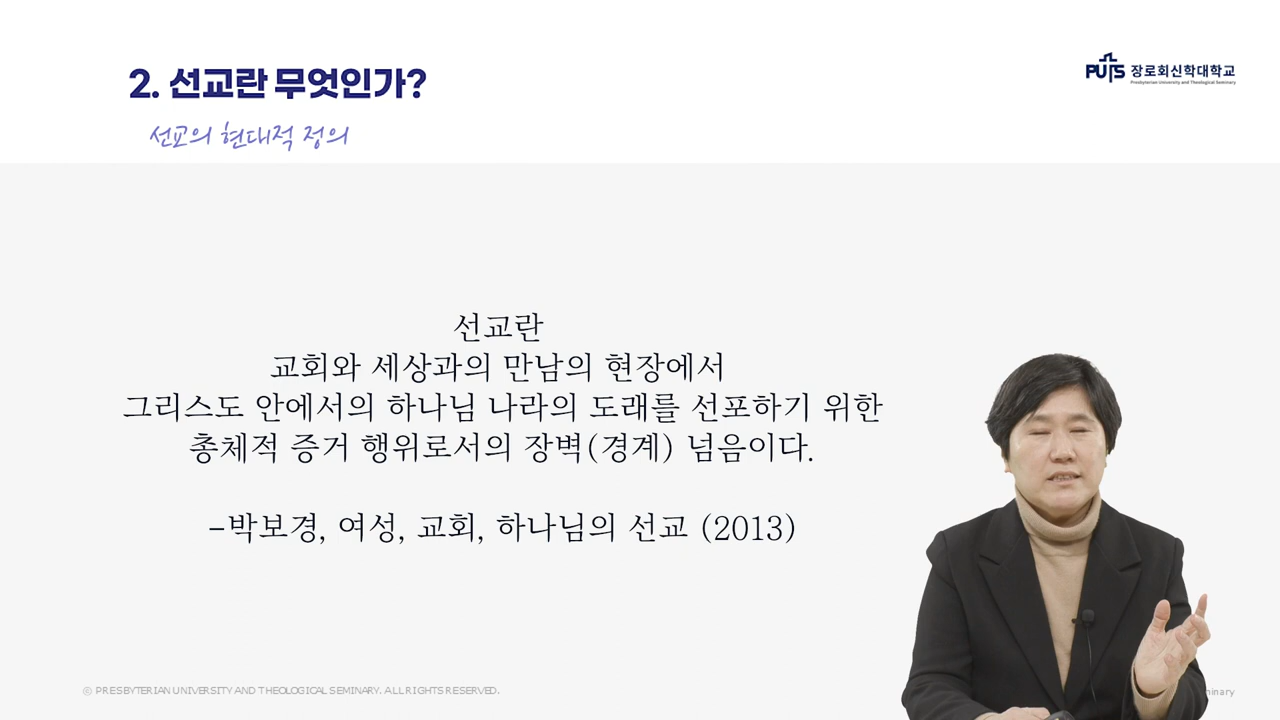 2. 선교란 무엇인가?
선교의 현대적 정의
PUTS 장로회신학대학교
Presbyterian University and Theological Seminary
선교란
교회와 세상과의 만남의 현장에서
그리스도 안에서의 하나님 나라의 도래를 선포하기 위한
총체적 증거 행위로서의 장벽(경계) 넘음이다.
-박보경, 여성, 교회, 하나님의 선교 (2013)
© PRESBYTERIAN UNIVERSITY AND THEOLOGICAL SEMINARY. ALL RIGHTS RESERVED.